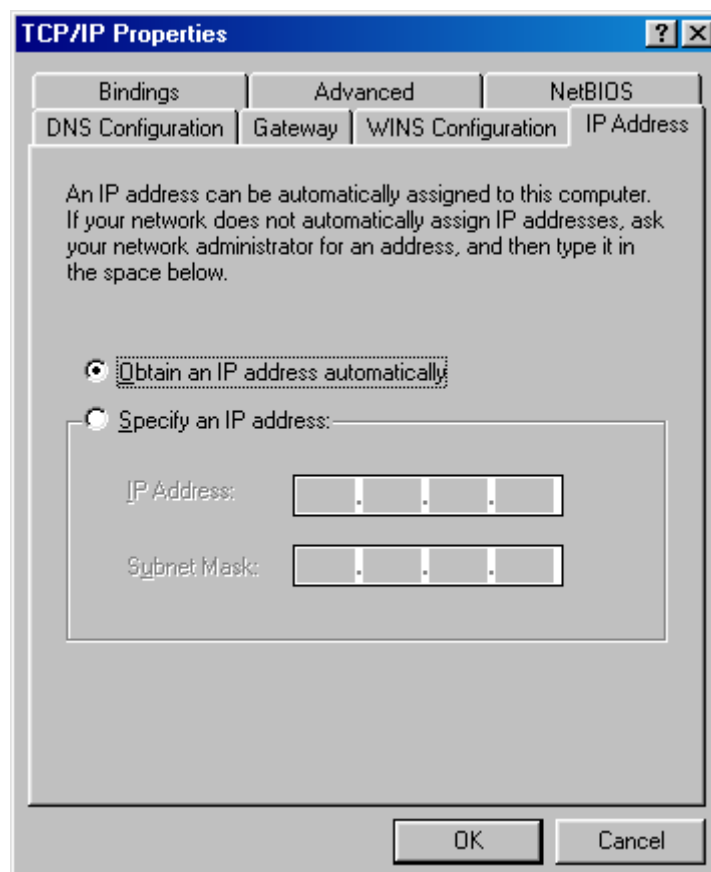 TCP/IP Properties
Bindings
Advanced
NetBIOS
DNS Configuration
Gateway
WINS Configuration
IP Address
An IP address can be automatically assigned to this computer.
If your network does not automatically assign IP addresses, ask
your network administrator for an address, and then type it in
the space below.
Obtain an IP address automatically
Specify an IP address:
IP Address:
Subnet Mask:
OK
Cancel